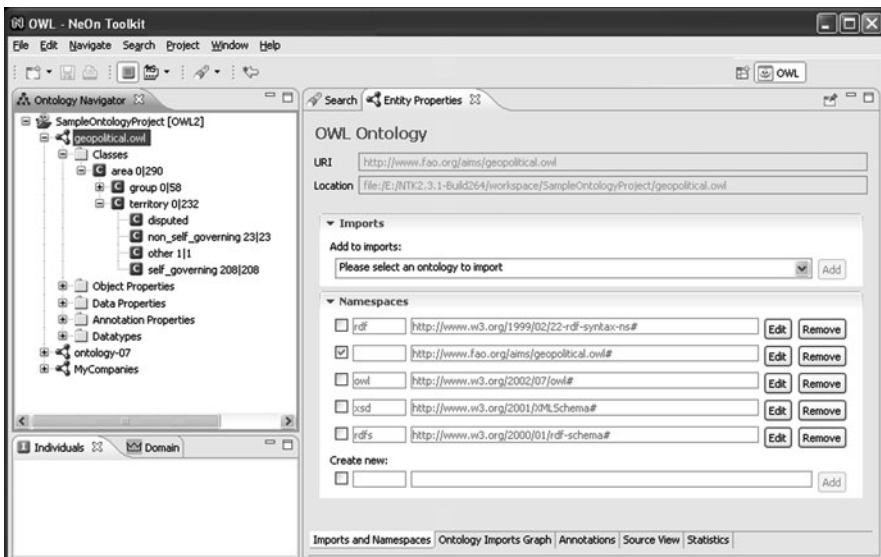 OWL - NeOn Toolkit
File Edit Navigate Search Project Window Help
OWL
Ontology Navigator
SampleOntologyProject [OWL2]
geopolitical.owl
Classes
area 0|290
group 0|58
territory 0|232
disputed
non_self_governing 23|23
other 1|1
self_governing 208|208
Object Properties
Data Properties
Annotation Properties
Datatypes
ontology-07
MyCompanies
Individuals Domain
Search Entity Properties
OWL Ontology
URI http://www.fao.org/aims/geopolitical.owl
Location file:/E:/NTK2.3.1-Build264/workspace/SampleOntologyProject/geopolitical.owl
Imports
Add to imports:
Please select an ontology to import Add
Namespaces
rdf http://www.w3.org/1999/02/22-rdf-syntax-ns# Edit Remove
http://www.fao.org/aims/geopolitical.owl# Edit Remove
owl http://www.w3.org/2002/07/owl# Edit Remove
xsd http://www.w3.org/2001/XMLSchema# Edit Remove
rdfs http://www.w3.org/2000/01/rdf-schema# Edit Remove
Create new:
Add
Imports and Namespaces Ontology Imports Graph Annotations Source View Statistics